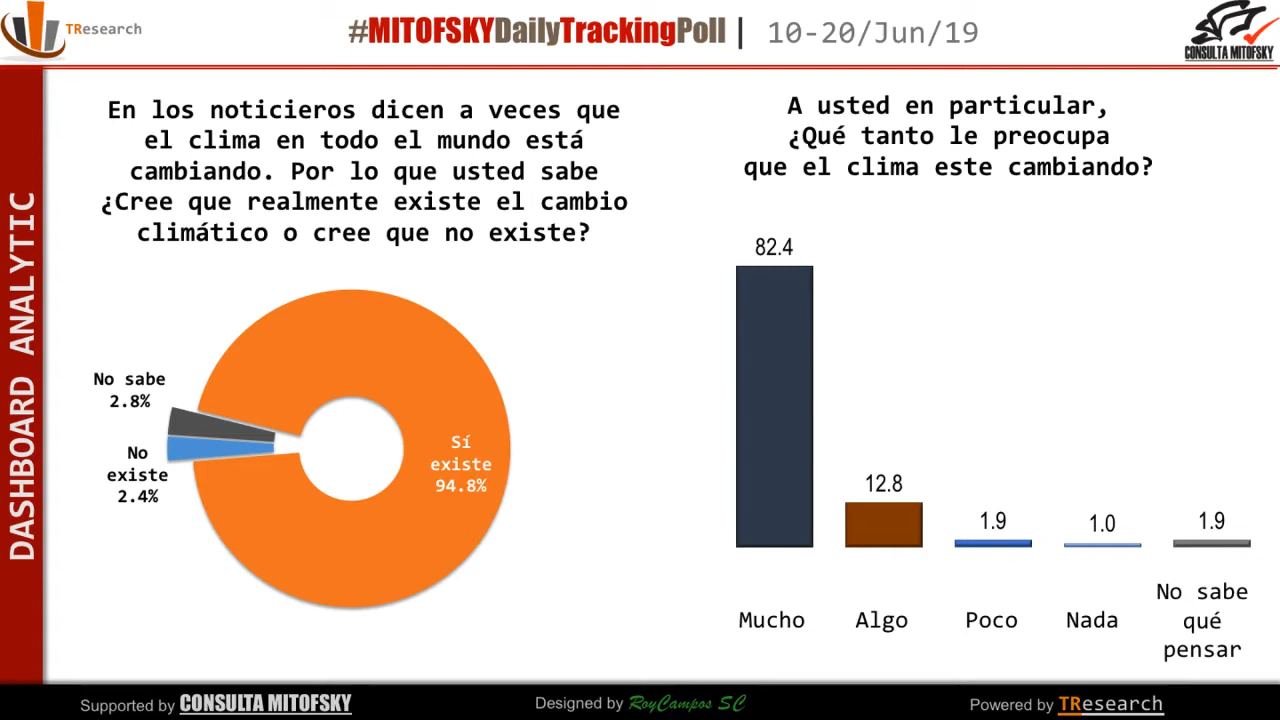 TResearch
#MITOFSKYDailyTrackingPoll | 10-20/Jun/19
CONSULTA MITOFSKY
DASHBOARD ANALYTIC
En los noticieros dicen a veces que
el clima en todo el mundo está
cambiando. Por lo que usted sabe
¿Cree que realmente existe el cambio
climático o cree que no existe?
No sabe
2.8%
No
existe
2.4%
Sí
existe
94.8%
A usted en particular,
¿Qué tanto le preocupa
que el clima este cambiando?
82.4
12.8
1.9
1.0
1.9
Mucho
Algo
Poco
Nada
No sabe
qué
pensar
Supported by CONSULTA MITOFSKY
Designed by RoyCampos SC
Powered by TResearch